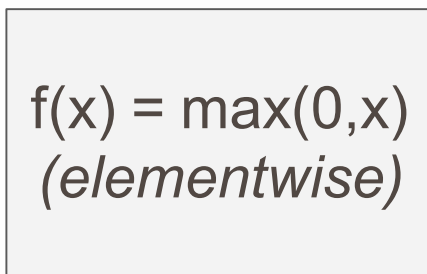 f(x) = max(0,x)
(elementwise)